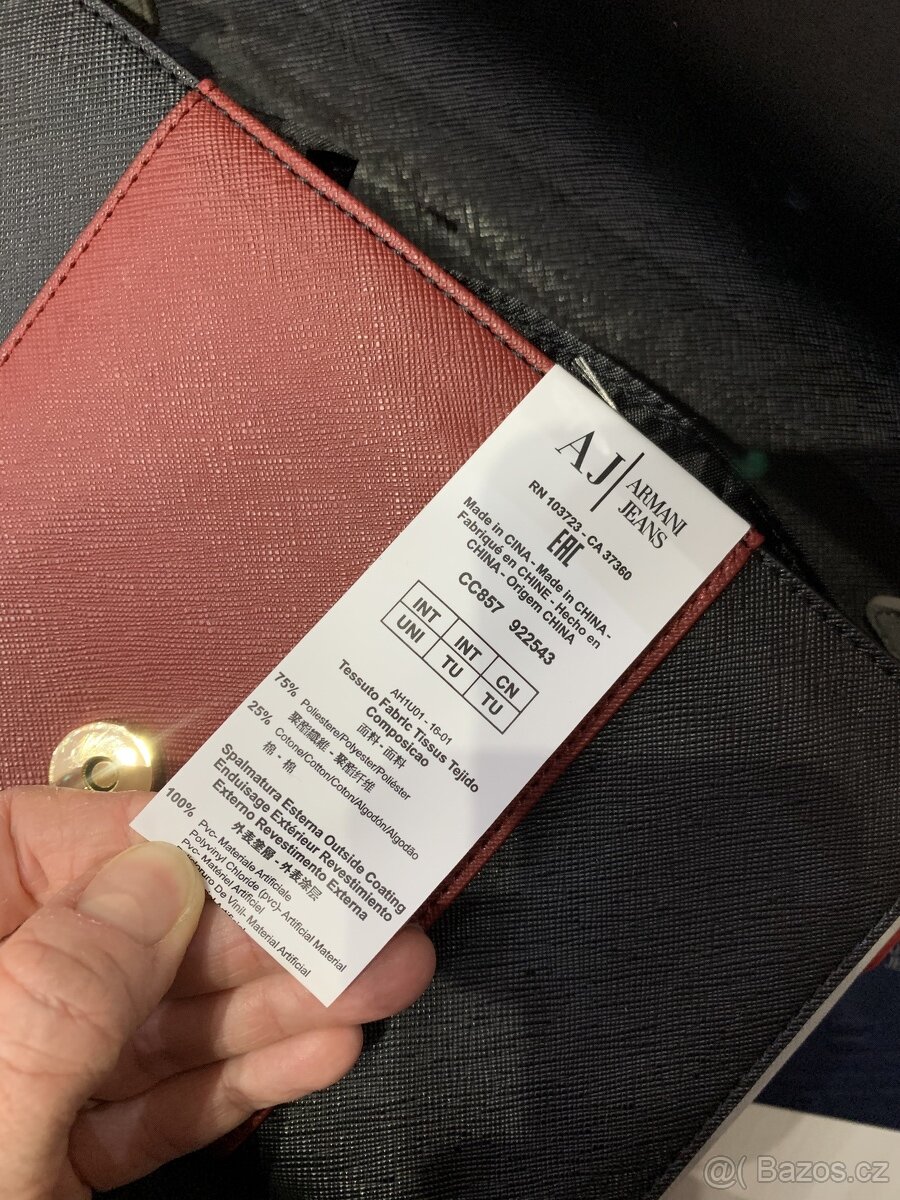 AJ
ARMANI
JEANS
RN 103723 - CA 37360
EAC
Made in CINA - Made in CHINA -
Fabriqué en CHINE - Hecho en
CHINA - Origem CHINA
CC857 922543
INT INT CN
UNI TU TU
AH1U01 - 16-01
Tessuto Fabric Tissus Tejido
Composicao
面料 - 面料
75% Poliestere/Polyester/Poliéster
聚酯纖維 - 聚酯纤维
25% Cotone/Cotton/Coton/Algodón/Algodão
棉 - 棉
Spalmatura Esterna Outside Coating
Enduisage Extérieur Revestimiento
Externo Revestimento Externa
外表塗層 - 外表涂层
100% Pvc- Materiale Artificiale
Polyvinyl Chloride (pvc)- Artificial Material
Pvc- Matériel Artificiel
De Vinil- Material Artificial
@( Bazos.cz